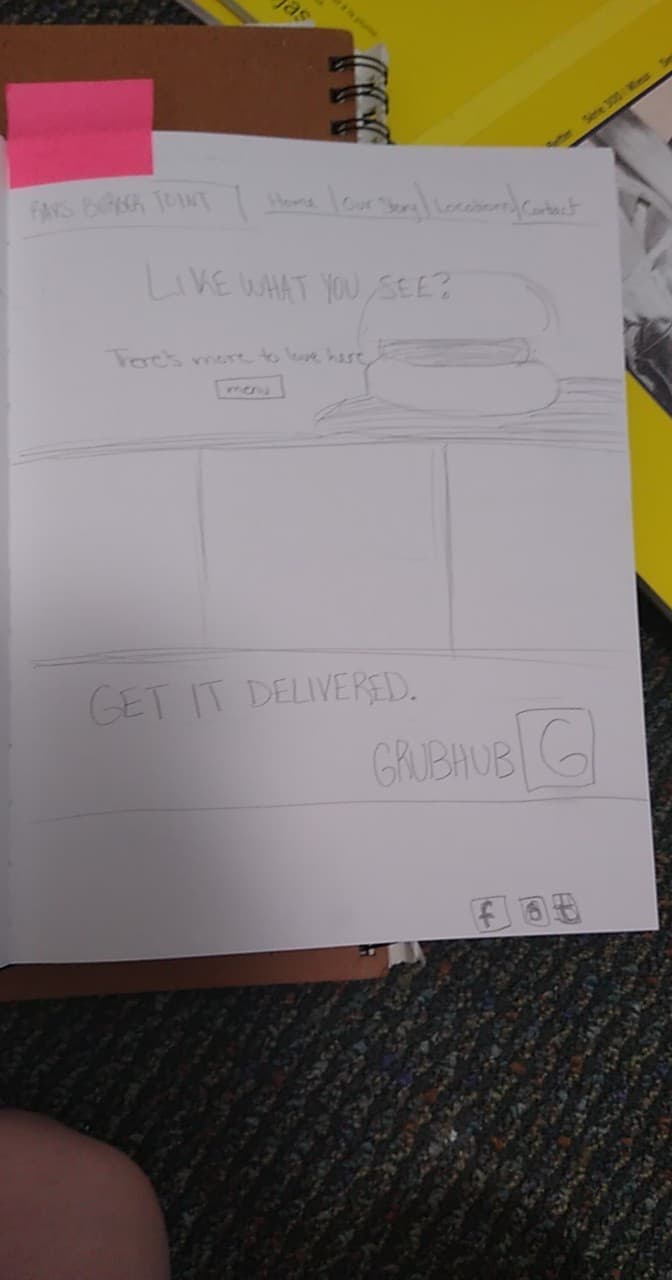 RAYS BURGER JOINT Home Our Story Locations Contact
LIKE WHAT YOU SEE?
There's more to love here
menu
GET IT DELIVERED.
GRUBHUB G
f t